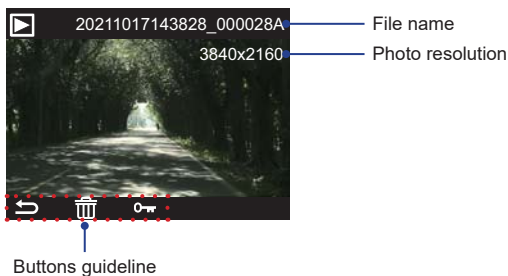 20211017143828_000028A
File name
3840x2160
Photo resolution
Buttons guideline